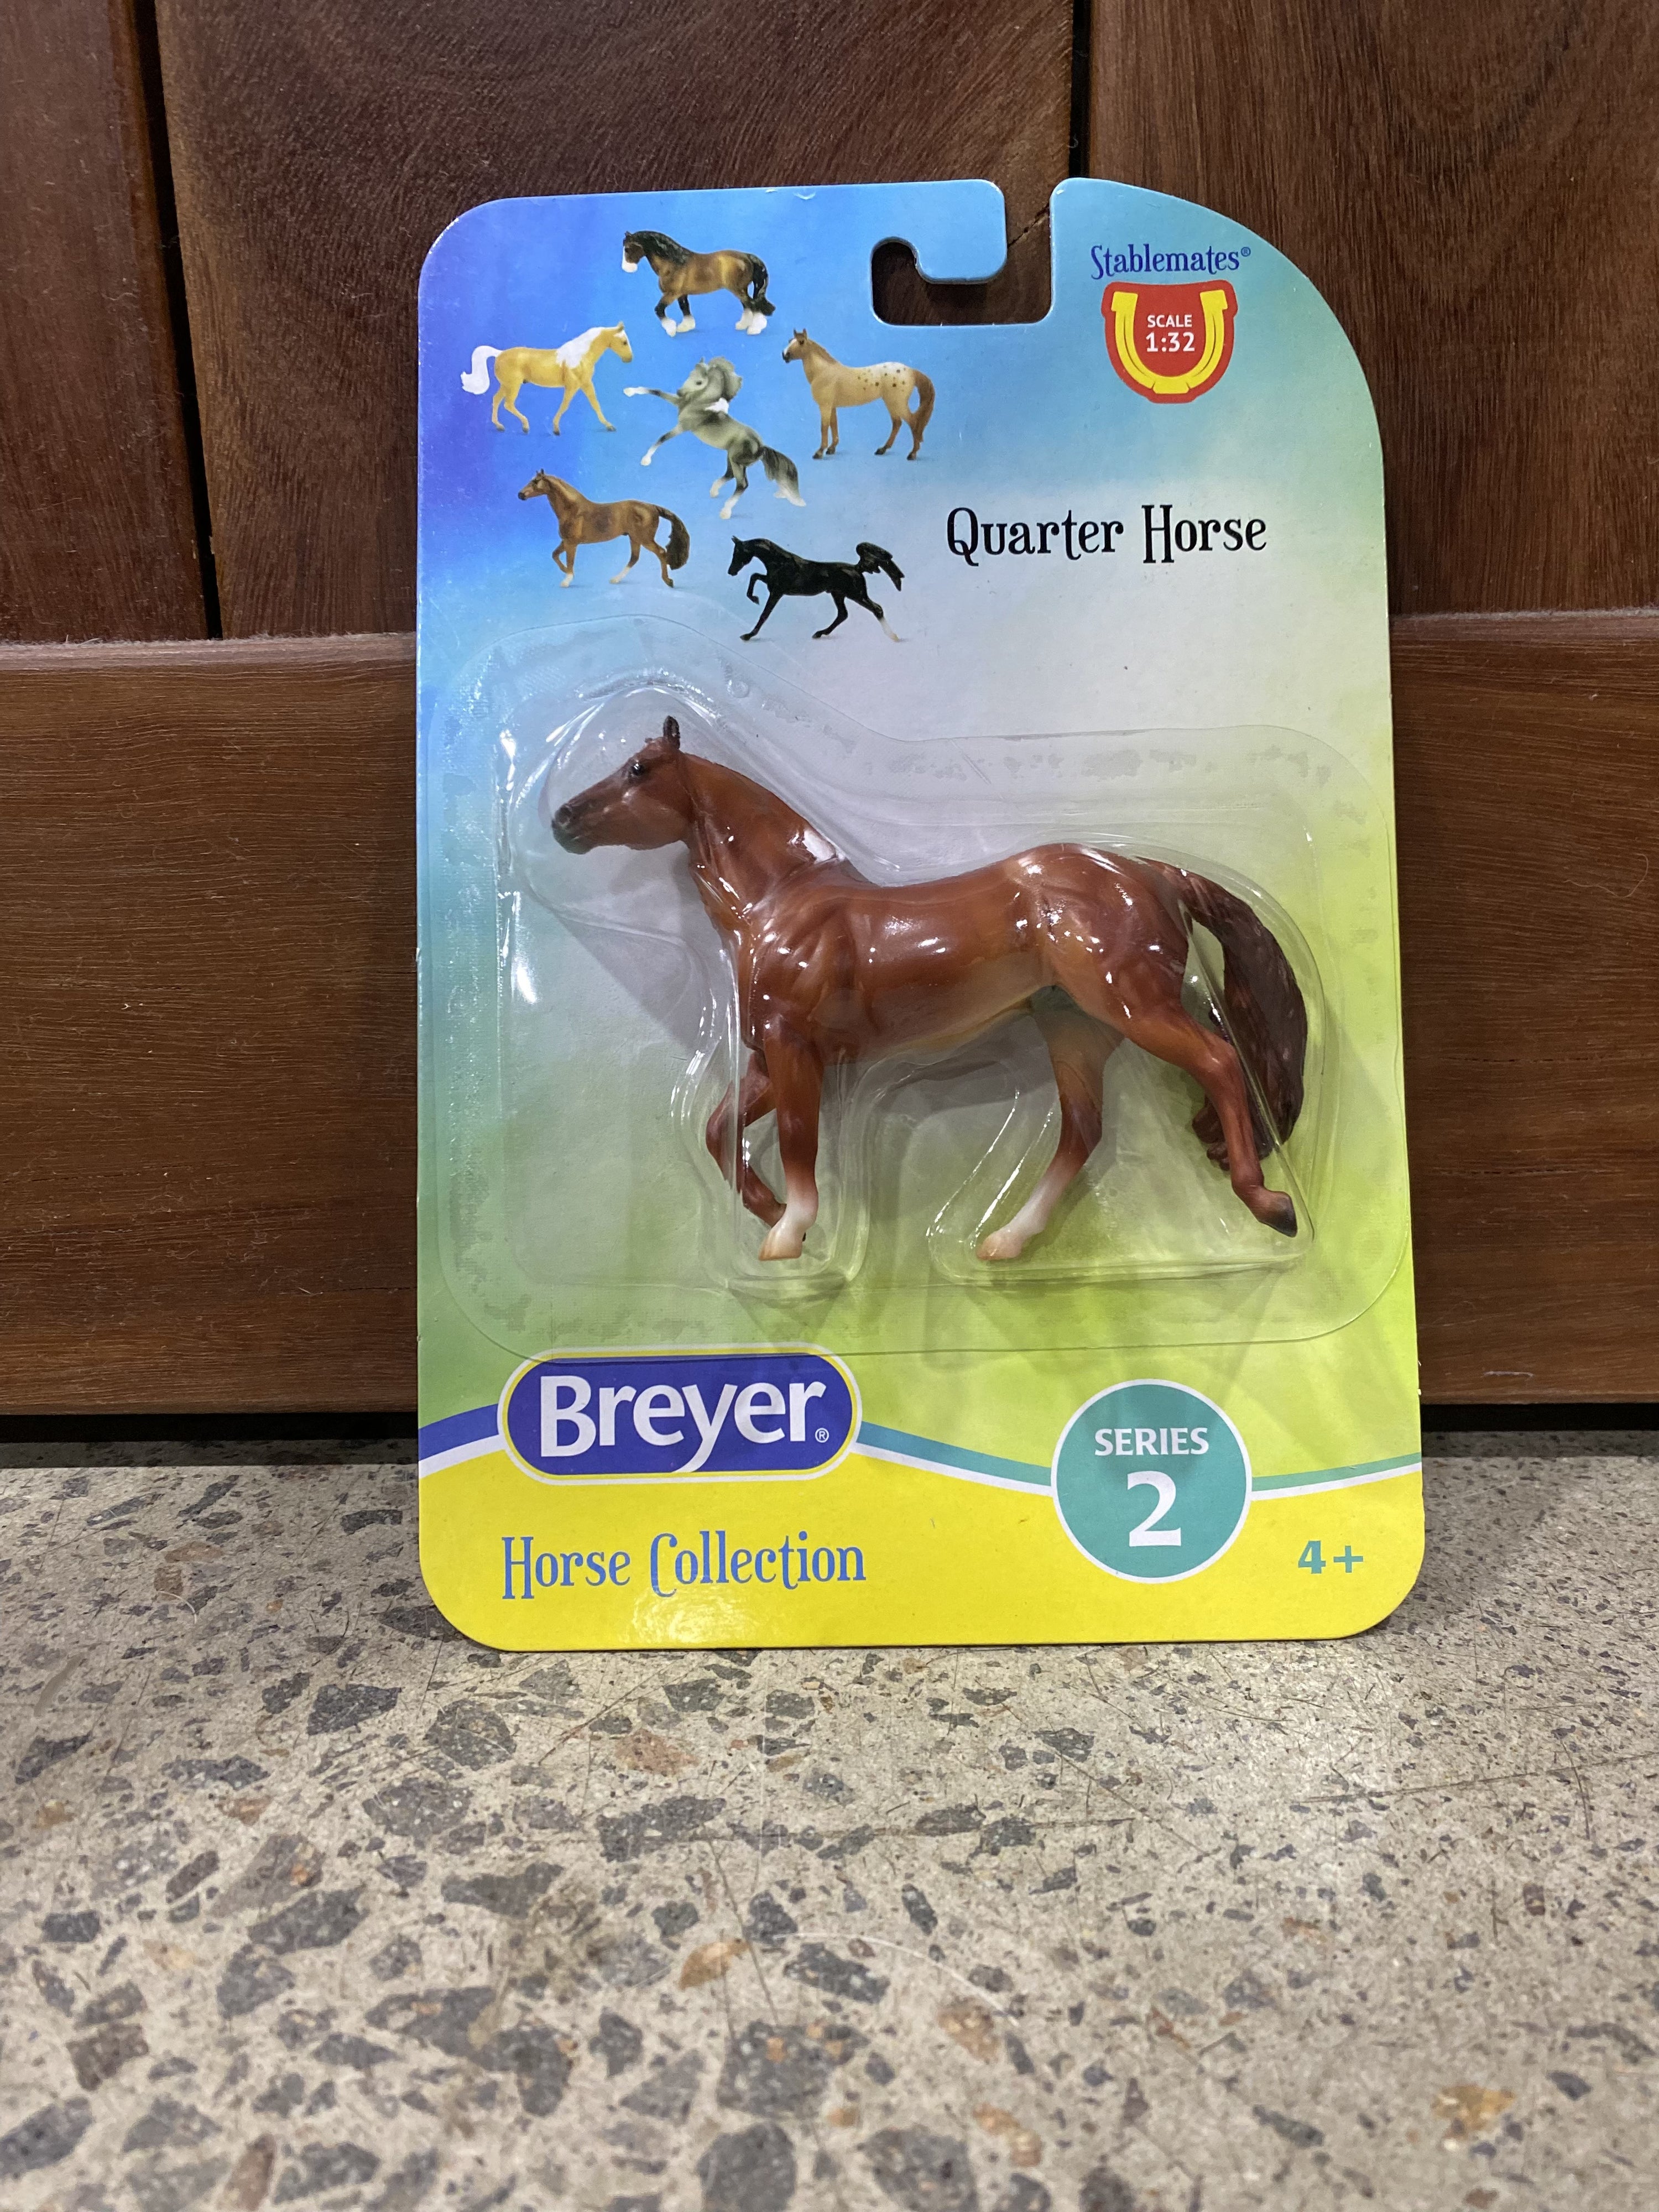 Stablemates®
SCALE
1:32
Quarter Horse
Breyer®
SERIES
2
Horse Collection
4+